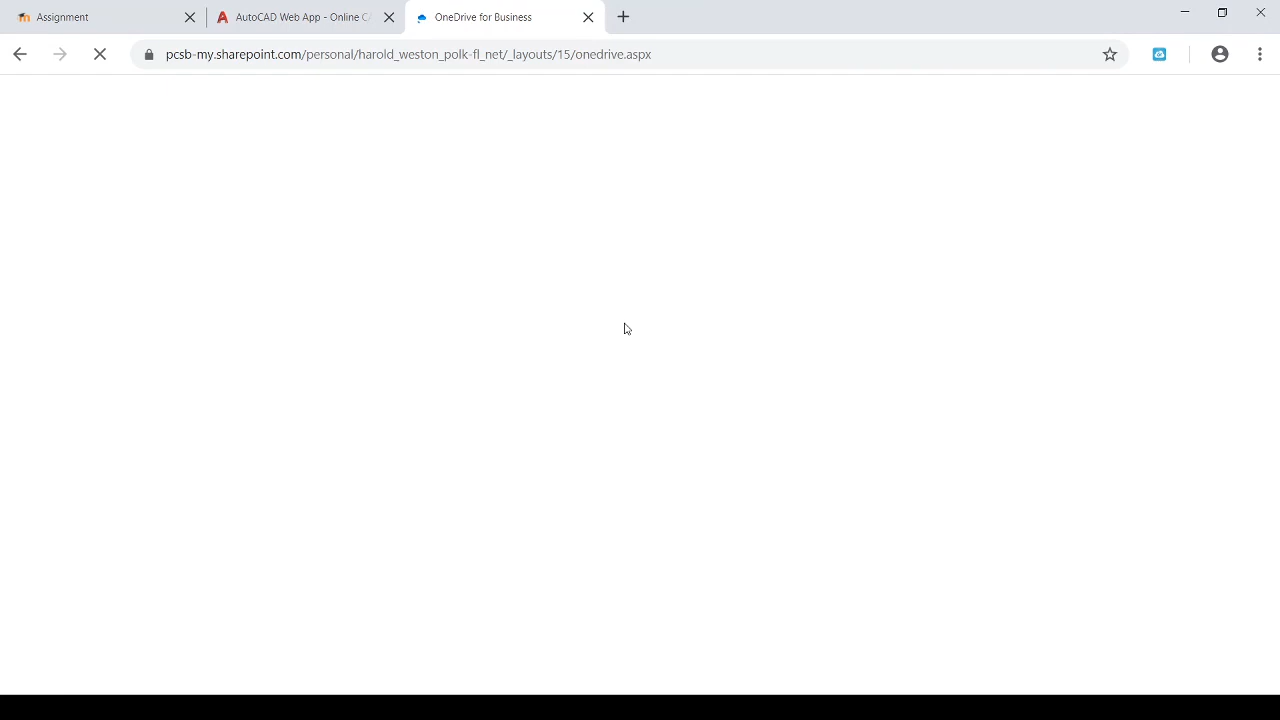 Assignment
AutoCAD Web App - Online C
OneDrive for Business
pcsb-my.sharepoint.com/personal/harold_weston_polk-fl_net/_layouts/15/onedrive.aspx